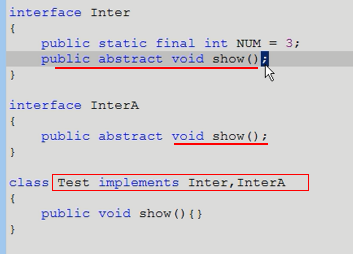 interface Inter
{
    public static final int NUM = 3;
    public abstract void show();
}
interface InterA
{
    public abstract void show();
}
class Test implements Inter,InterA
{
    public void show(){}
}